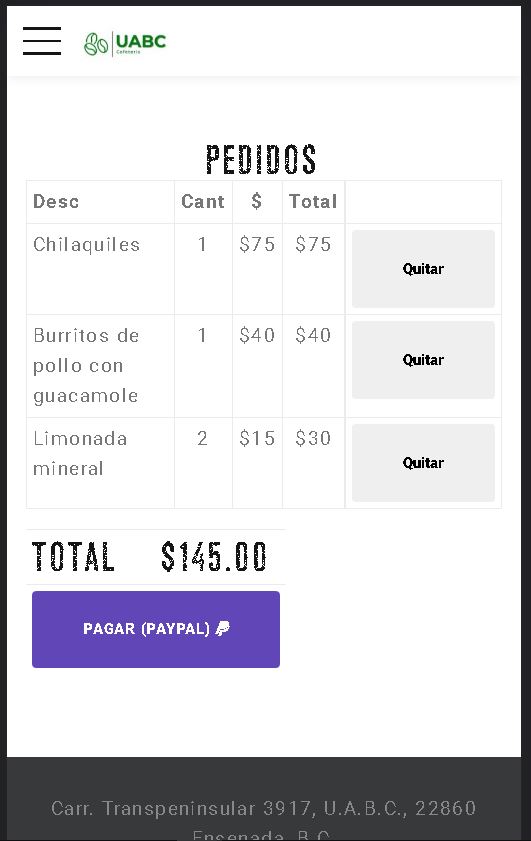 UABC
Cafetería
PEDIDOS
Desc Cant $ Total
Chilaquiles 1 $75 $75 Quitar
Burritos de 1 $40 $40 Quitar
pollo con
guacamole
Limonada 2 $15 $30 Quitar
mineral
TOTAL $145.00
PAGAR (PAYPAL)
Carr. Transpeninsular 3917, U.A.B.C., 22860
Ensenada, B.C.